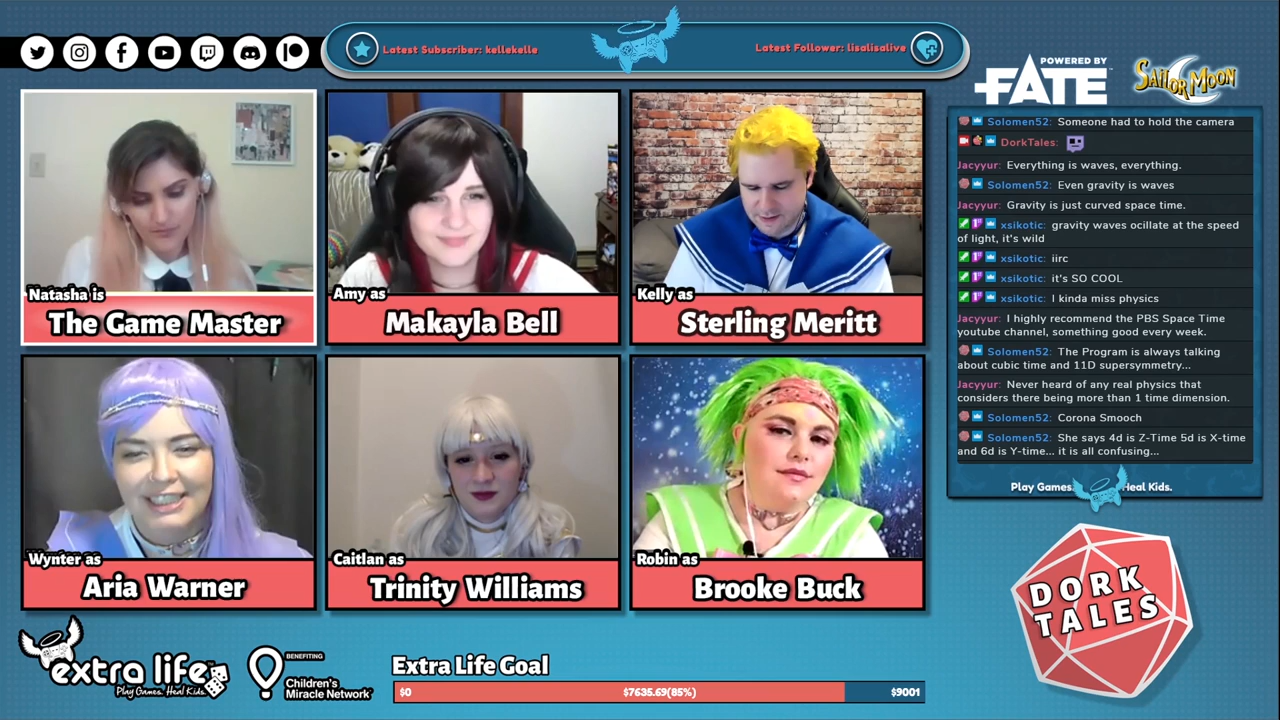 Latest Subscriber: kellekelle
Latest Follower: lisalisalive
POWERED BY
FATE™
SAILOR MOON
Natasha is
The Game Master
Amy as
Makayla Bell
Kelly as
Sterling Meritt
Wynter as
Aria Warner
Caitlan as
Trinity Williams
Robin as
Brooke Buck
Solomen52: Someone had to hold the camera
DorkTales:
Jacyyur: Everything is waves, everything.
Solomen52: Even gravity is waves
Jacyyur: Gravity is just curved space time.
xsikotic: gravity waves ocillate at the speed
of light, it's wild
xsikotic: iirc
xsikotic: it's SO COOL
xsikotic: I kinda miss physics
Jacyyur: I highly recommend the PBS Space Time
youtube channel, something good every week.
Solomen52: The Program is always talking
about cubic time and 11D supersymmetry...
Jacyyur: Never heard of any real physics that
considers there being more than 1 time dimension.
Solomen52: Corona Smooch
Solomen52: She says 4d is Z-Time 5d is X-time
and 6d is Y-time... it is all confusing...
Play Games. Heal Kids.
DORK
TALES
extra life
Play Games. Heal Kids.
BENEFITING
Children's
Miracle Network
Extra Life Goal
$0 $7635.69(85%) $9001